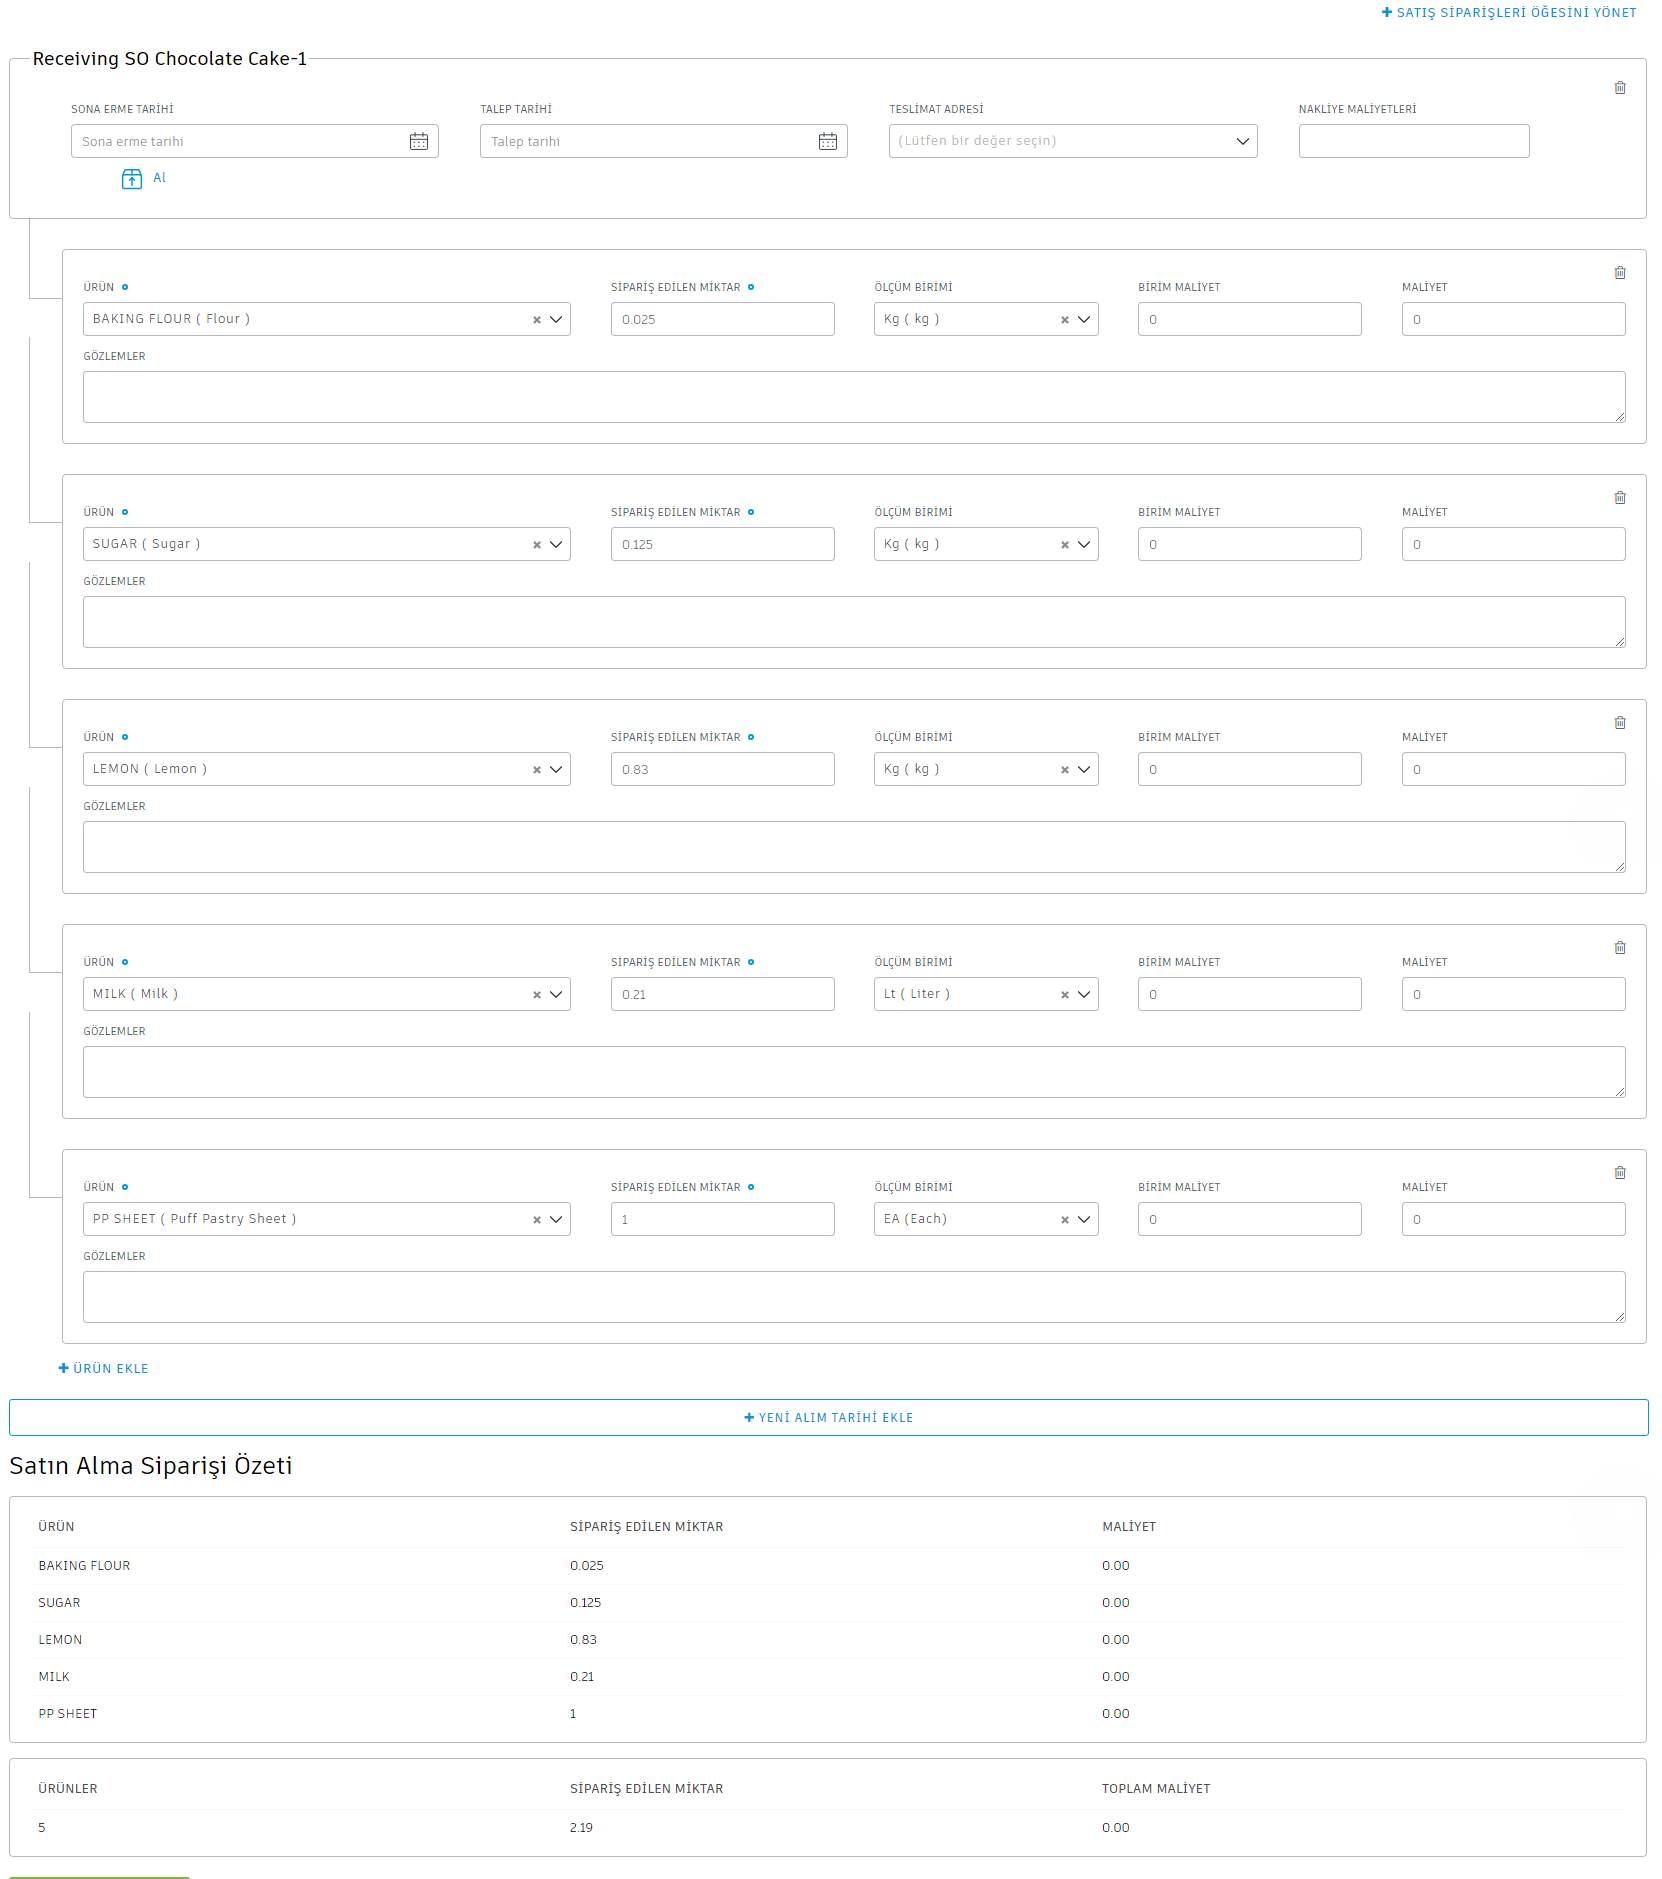 + SATIŞ SİPARİŞLERİ ÖĞESİNİ YÖNET
Receiving SO Chocolate Cake-1
SONA ERME TARİHİ TALEP TARİHİ TESLİMAT ADRESİ NAKLİYE MALİYETLERİ
Sona erme tarihi Talep tarihi (Lütfen bir değer seçin)
Al
ÜRÜN SİPARİŞ EDİLEN MİKTAR ÖLÇÜM BİRİMİ BİRİM MALİYET MALİYET
BAKING FLOUR ( Flour ) 0.025 Kg ( kg ) 0 0
GÖZLEMLER
ÜRÜN SİPARİŞ EDİLEN MİKTAR ÖLÇÜM BİRİMİ BİRİM MALİYET MALİYET
SUGAR ( Sugar ) 0.125 Kg ( kg ) 0 0
GÖZLEMLER
ÜRÜN SİPARİŞ EDİLEN MİKTAR ÖLÇÜM BİRİMİ BİRİM MALİYET MALİYET
LEMON ( Lemon ) 0.83 Kg ( kg ) 0 0
GÖZLEMLER
ÜRÜN SİPARİŞ EDİLEN MİKTAR ÖLÇÜM BİRİMİ BİRİM MALİYET MALİYET
MILK ( Milk ) 0.21 Lt ( Liter ) 0 0
GÖZLEMLER
ÜRÜN SİPARİŞ EDİLEN MİKTAR ÖLÇÜM BİRİMİ BİRİM MALİYET MALİYET
PP SHEET ( Puff Pastry Sheet ) 1 EA (Each) 0 0
GÖZLEMLER
+ ÜRÜN EKLE
+ YENİ ALIM TARİHİ EKLE
Satın Alma Siparişi Özeti
ÜRÜN SİPARİŞ EDİLEN MİKTAR MALİYET
BAKING FLOUR 0.025 0.00
SUGAR 0.125 0.00
LEMON 0.83 0.00
MILK 0.21 0.00
PP SHEET 1 0.00
ÜRÜNLER SİPARİŞ EDİLEN MİKTAR TOPLAM MALİYET
5 2.19 0.00